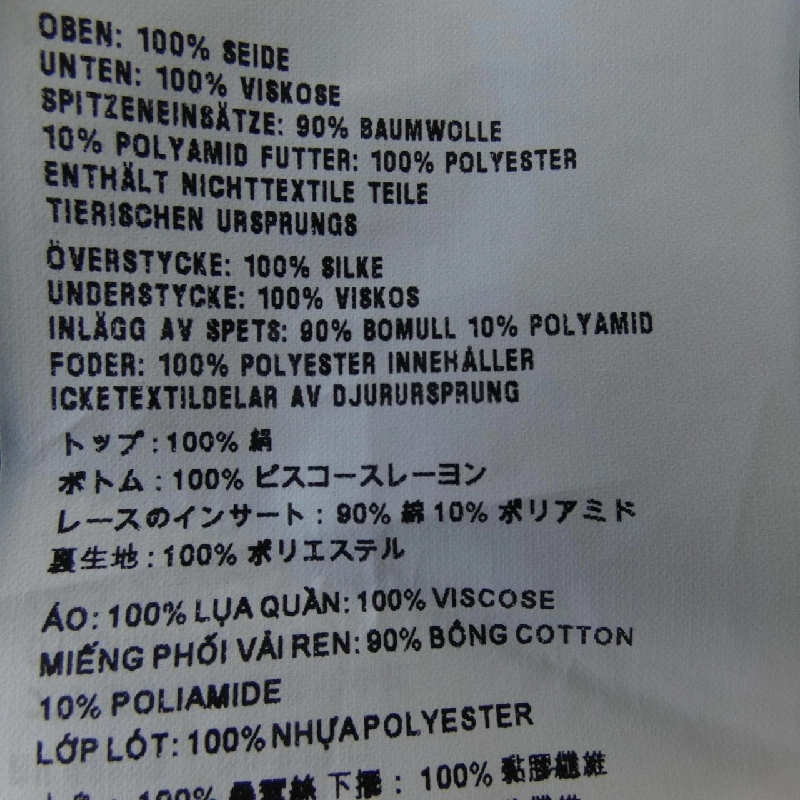 OBEN: 100% SEIDE
UNTEN: 100% VISKOSE
SPITZENEINSÄTZE: 90% BAUMWOLLE
10% POLYAMID FUTTER: 100% POLYESTER
ENTHÄLT NICHTTEXTILE TEILE
TIERISCHEN URSPRUNGS
ÖVERSTYCKE: 100% SILKE
UNDERSTYCKE: 100% VISKOS
INLÄGG AV SPETS: 90% BOMULL 10% POLYAMID
FODER: 100% POLYESTER INNEHÅLLER
ICKETEXTILDELAR AV DJURURSPRUNG
トップ:100% 絹
ボトム:100% ビスコースレーヨン
レースのインサート: 90% 綿 10% ポリアミド
裏生地:100% ポリエステル
ÁO: 100% LỤA QUẦN: 100% VISCOSE
MIẾNG PHỐI VẢI REN: 90% BÔNG COTTON
10% POLIAMIDE
LỚP LÓT: 100% NHỰA POLYESTER
100% 桑蠶絲 下擺: 100% 黏膠纖維